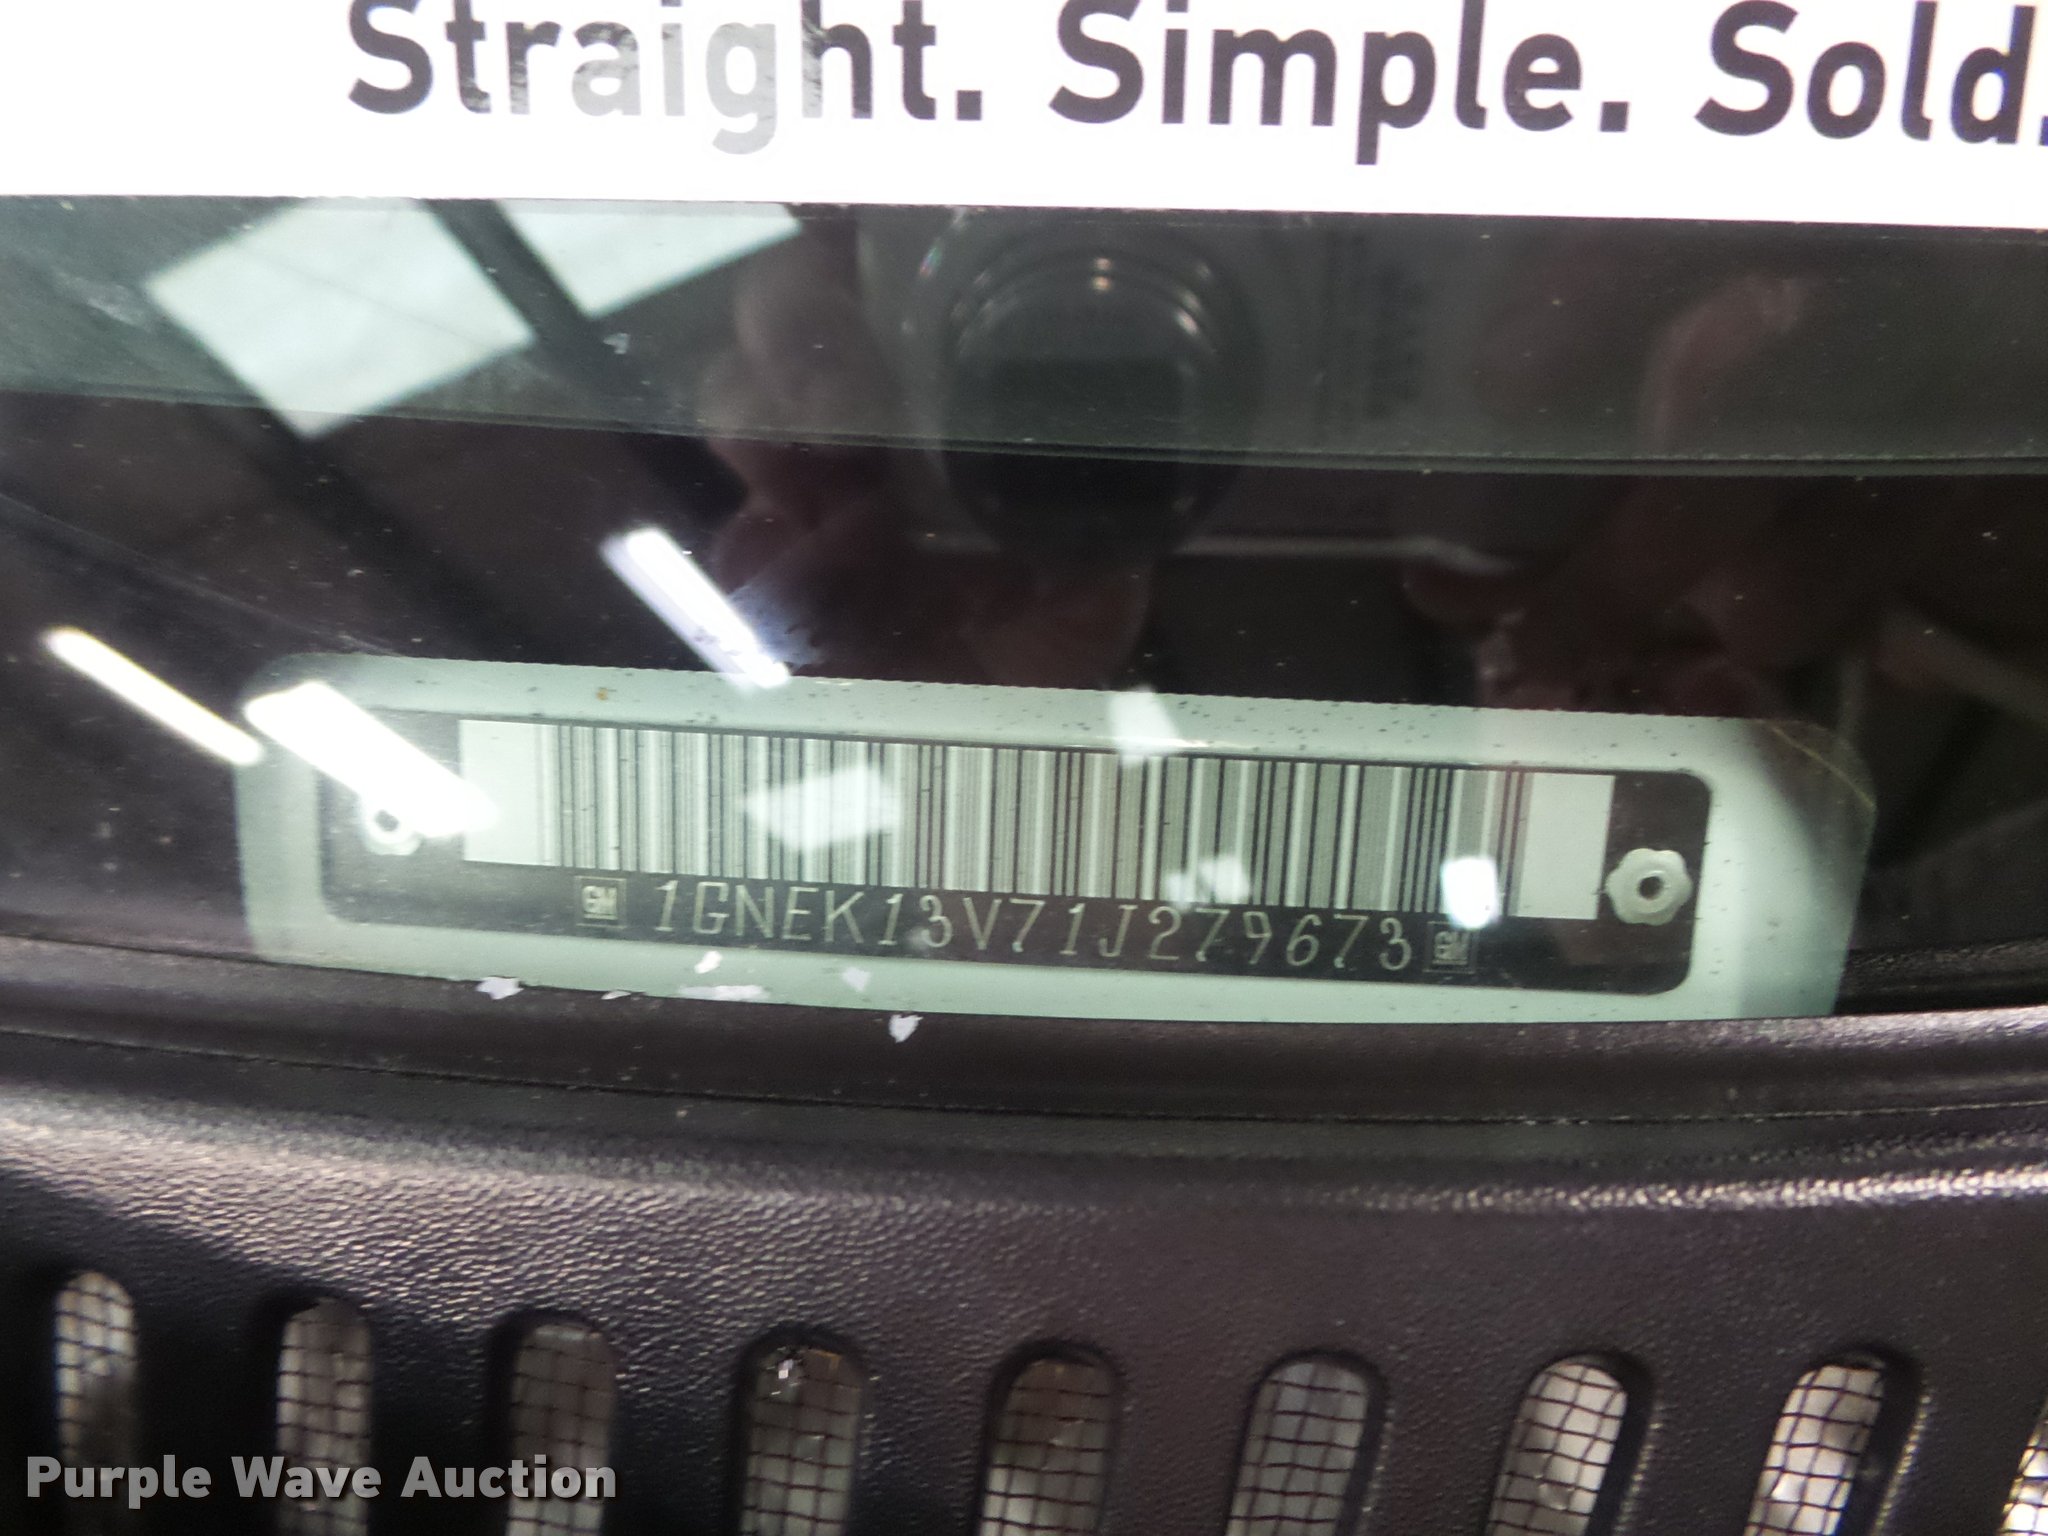 Straight. Simple. Sold.
GM 1GNEK13V71J279673 GM
Purple Wave Auction